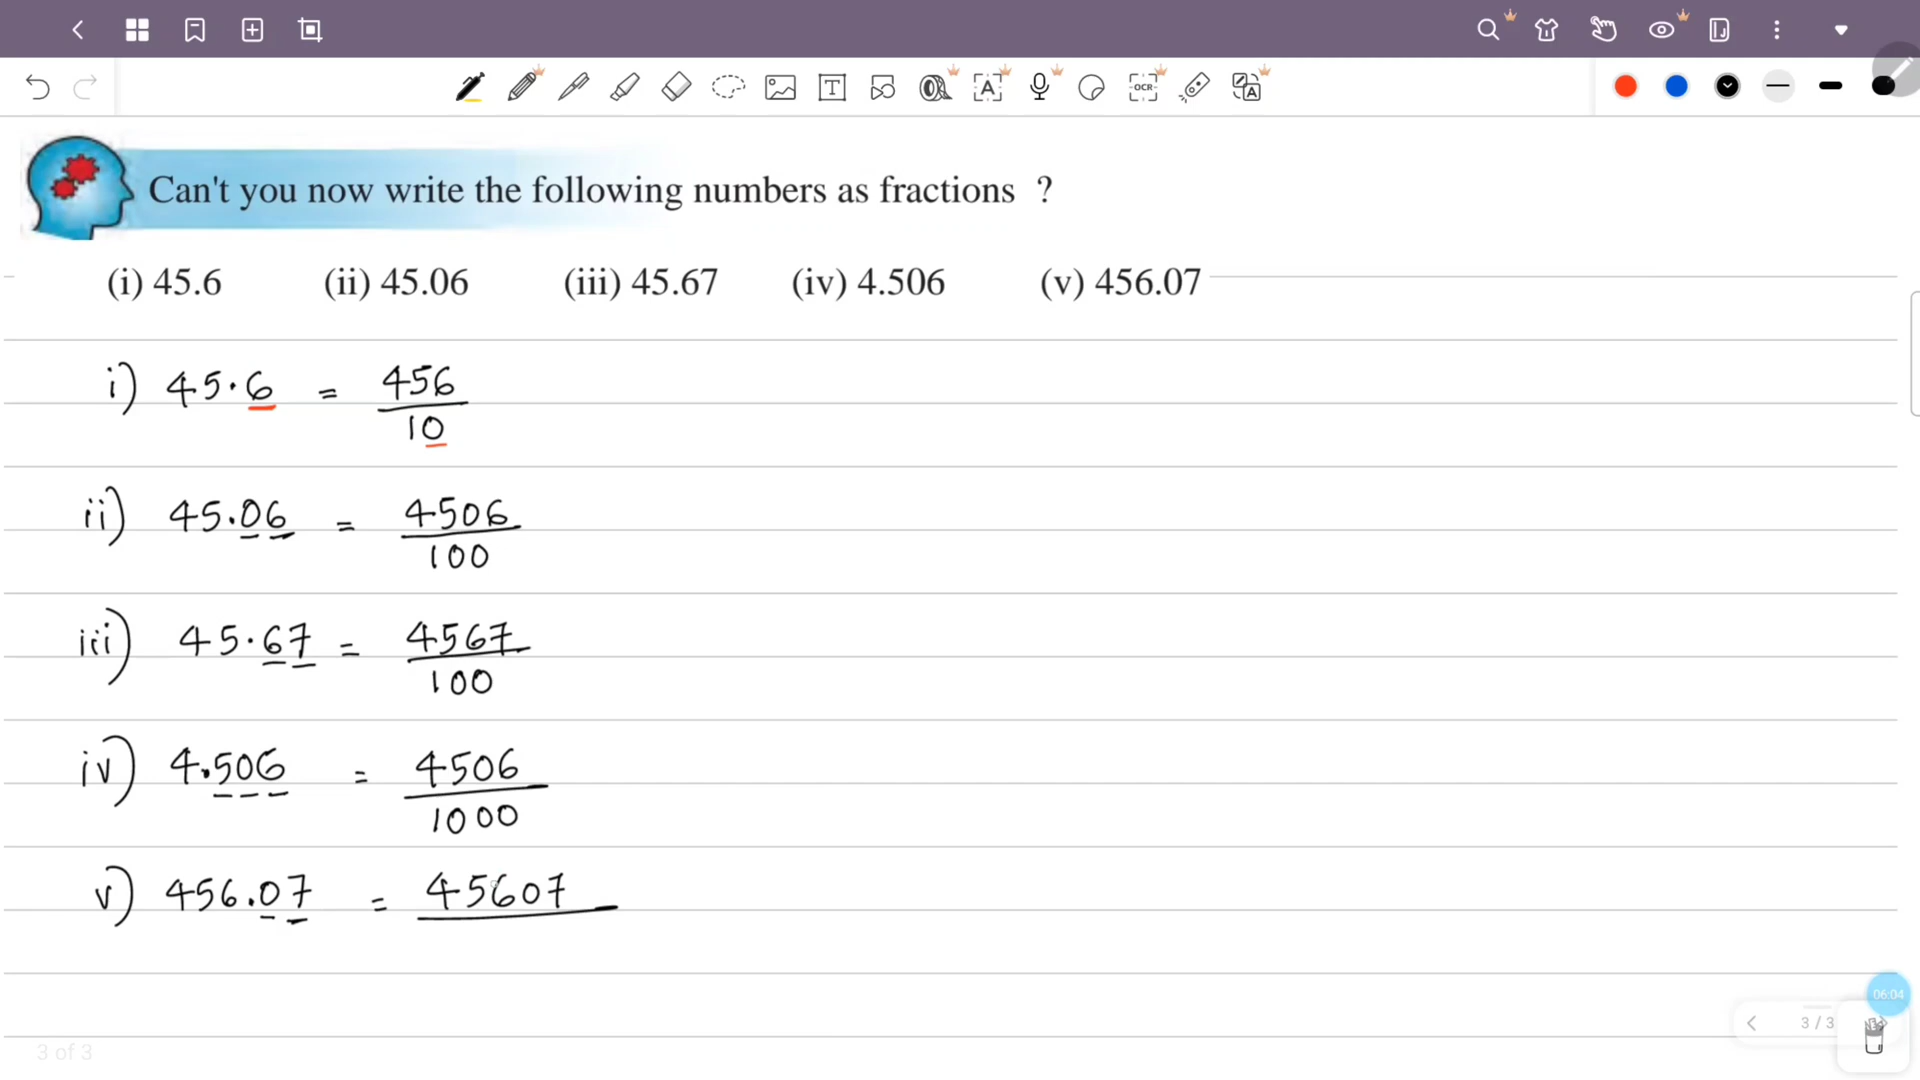 Can't you now write the following numbers as fractions ?
(i) 45.6 (ii) 45.06 (iii) 45.67 (iv) 4.506 (v) 456.07
i) 45.6 = 456/10
ii) 45.06 = 4506/100
iii) 45.67 = 4567/100
iv) 4.506 = 4506/1000
v) 456.07 = 45607/
06:04
3 / 3
3 of 3